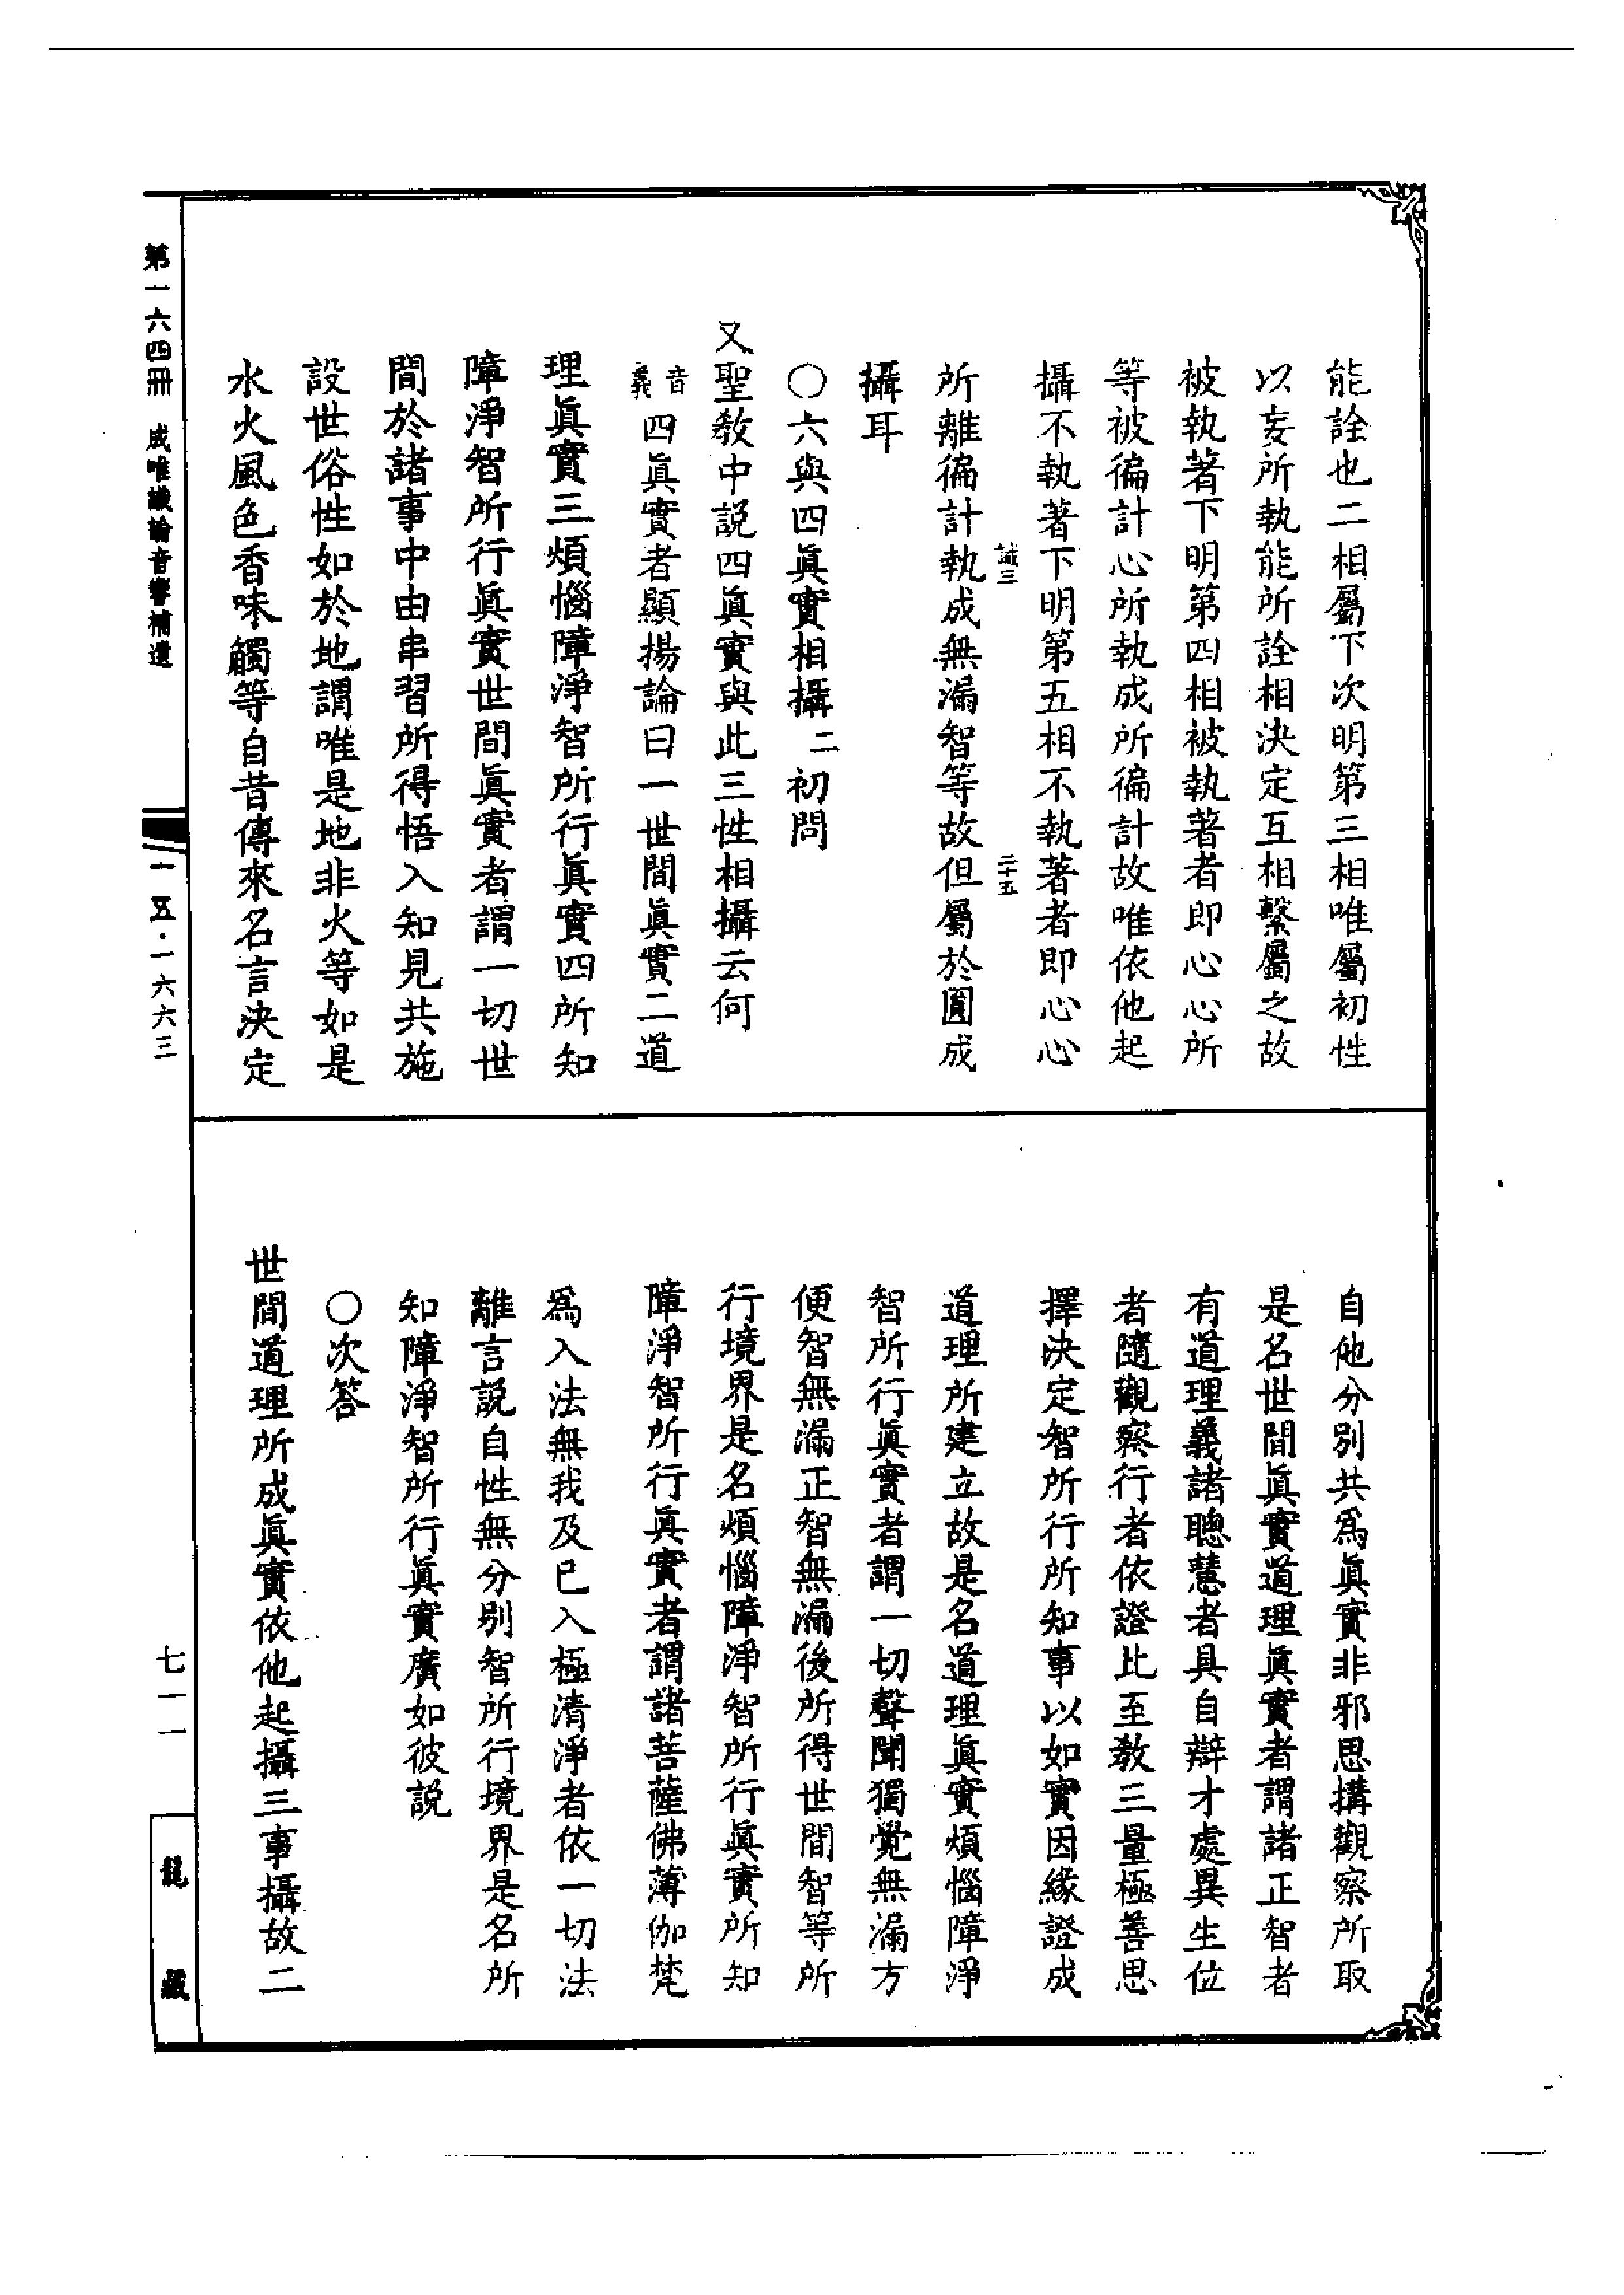 能詮也二相屬下次明第三相唯屬初性
以妄所執能所詮相決定互相繫屬之故
被執著下明第四相被執著者即心心所
等被徧計心所執成所徧計故唯依他起
攝不執著下明第五相不執著者即心心
識三
二十五
所離徧計執成無漏智等故但屬於圓成
攝耳
○六與四眞實相攝二初問
又聖教中說四眞實與此三性相攝云何
音義四眞實者顯揚論曰一世間眞實二道
理眞實三煩惱障淨智所行眞實四所知
障淨智所行眞實世間眞實者謂一切世
間於諸事中由串習所得悟入知見共施
設世俗性如於地謂唯是地非火等如是
水火風色香味觸等自昔傳來名言決定
自他分別共爲眞實非邪思搆觀察所取
是名世間眞實道理眞實者謂諸正智者
有道理義諸聰慧者具自辯才處異生位
者隨觀察行者依證比至教三量極善思
擇決定智所行所知事以如實因緣證成
道理所建立故是名道理眞實煩惱障淨
智所行眞實者謂一切聲聞獨覺無漏方
便智無漏正智無漏後所得世間智等所
行境界是名煩惱障淨智所行眞實所知
障淨智所行眞實者謂諸菩薩佛薄伽梵
爲入法無我及已入極清淨者依一切法
離言說自性無分別智所行境界是名所
知障淨智所行眞實廣如彼說
○次答
世間道理所成眞實依他起攝三事攝故二
第一六四冊 成唯識論音響補遺
一五·一六六三
七一一
龍藏